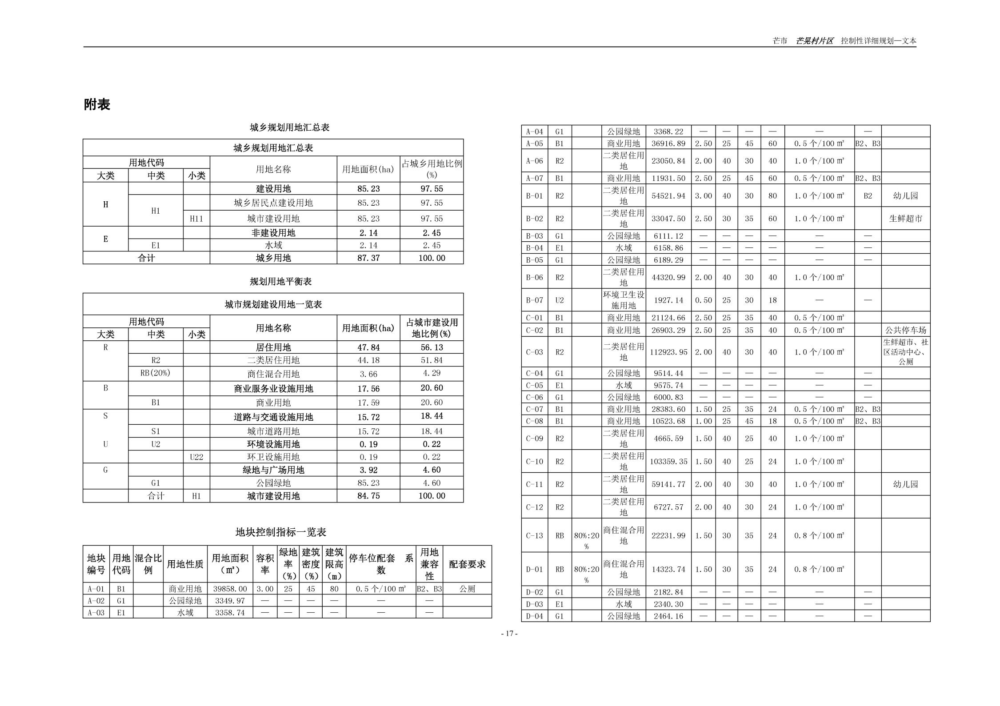 芒市 芒晃村片区 控制性详细规划—文本
附表
城乡规划用地汇总表
城乡规划用地汇总表
用地代码 用地名称 用地面积(ha) 占城乡用地比例(%)
大类 中类 小类
H 建设用地 85.23 97.55
H1 城乡居民点建设用地 85.23 97.55
H11 城市建设用地 85.23 97.55
E 非建设用地 2.14 2.45
E1 水域 2.14 2.45
合计 城乡用地 87.37 100.00
规划用地平衡表
城市规划建设用地一览表
用地代码 用地名称 用地面积(ha) 占城市建设用地比例(%)
大类 中类 小类
R 居住用地 47.84 56.13
R2 二类居住用地 44.18 51.84
RB(20%) 商住混合用地 3.66 4.29
B 商业服务业设施用地 17.56 20.60
B1 商业用地 17.59 20.60
S 道路与交通设施用地 15.72 18.44
S1 城市道路用地 15.72 18.44
U U2 环境设施用地 0.19 0.22
U22 环卫设施用地 0.19 0.22
G 绿地与广场用地 3.92 4.60
G1 公园绿地 85.23 4.60
合计 H1 城市建设用地 84.75 100.00
地块控制指标一览表
地块编号 用地代码 混合比例 用地性质 用地面积（㎡） 容积率 绿地率（%） 建筑密度（%） 建筑限高（m） 停车位配套 系数 用地兼容性 配套要求
A-01 B1 商业用地 39858.00 3.00 25 45 80 0.5个/100㎡ B2、B3 公厕
A-02 G1 公园绿地 3349.97 — — — — — —
A-03 E1 水域 3358.74 — — — — — —
A-04 G1 公园绿地 3368.22 — — — — — —
A-05 B1 商业用地 36916.89 2.50 25 45 60 0.5个/100㎡ B2、B3
A-06 R2 二类居住用地 23050.84 2.00 40 30 40 1.0个/100㎡
A-07 B1 商业用地 11931.50 2.50 25 45 60 0.5个/100㎡ B2、B3
B-01 R2 二类居住用地 54521.94 3.00 40 30 80 1.0个/100㎡ B2 幼儿园
B-02 R2 二类居住用地 33047.50 2.50 30 35 60 1.0个/100㎡ 生鲜超市
B-03 G1 公园绿地 6111.12 — — — — — —
B-04 E1 水域 6158.86 — — — — — —
B-05 G1 公园绿地 6189.29 — — — — — —
B-06 R2 二类居住用地 44320.99 2.00 40 30 40 1.0个/100㎡
B-07 U2 环境卫生设施用地 1927.14 0.50 25 30 18 — —
C-01 B1 商业用地 21124.66 2.50 25 35 40 0.5个/100㎡
C-02 B1 商业用地 26903.29 2.50 25 35 40 0.5个/100㎡ 公共停车场
C-03 R2 二类居住用地 112923.95 2.00 40 30 40 1.0个/100㎡ 生鲜超市、社区活动中心、公厕
C-04 G1 公园绿地 9514.44 — — — — — —
C-05 E1 水域 9575.74 — — — — — —
C-06 G1 公园绿地 6000.83 — — — — — —
C-07 B1 商业用地 28383.60 1.50 25 35 24 0.5个/100㎡ B2、B3
C-08 B1 商业用地 10523.68 1.00 25 45 18 0.5个/100㎡ B2、B3
C-09 R2 二类居住用地 4665.59 1.50 40 25 40 1.0个/100㎡
C-10 R2 二类居住用地 103359.35 1.50 40 25 24 1.0个/100㎡
C-11 R2 二类居住用地 59141.77 2.00 40 30 40 1.0个/100㎡ 幼儿园
C-12 R2 二类居住用地 6727.57 2.00 40 30 24 1.0个/100㎡
C-13 RB 80%:20% 商住混合用地 22231.99 1.50 30 35 24 0.8个/100㎡
D-01 RB 80%:20% 商住混合用地 14323.74 1.50 30 35 24 0.8个/100㎡
D-02 G1 公园绿地 2182.84 — — — — — —
D-03 E1 水域 2340.30 — — — — — —
D-04 G1 公园绿地 2464.16 — — — — — —
- 17 -